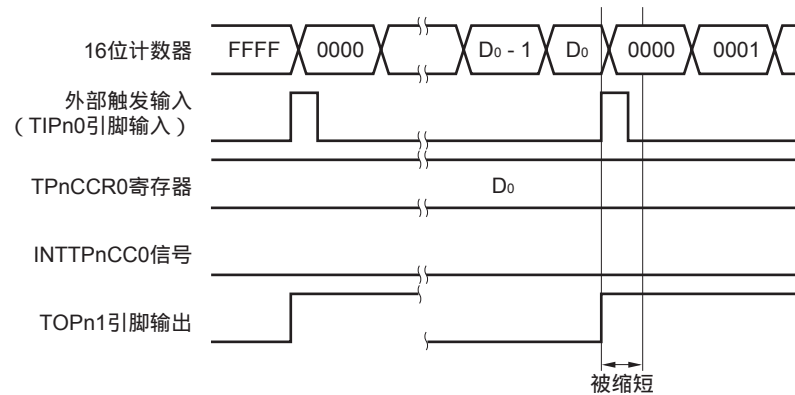 16位计数器 FFFF 0000 D0 - 1 D0 0000 0001
外部触发输入
（TIPn0引脚输入）
TPnCCR0寄存器 D0
INTTPnCC0信号
TOPn1引脚输出
被缩短